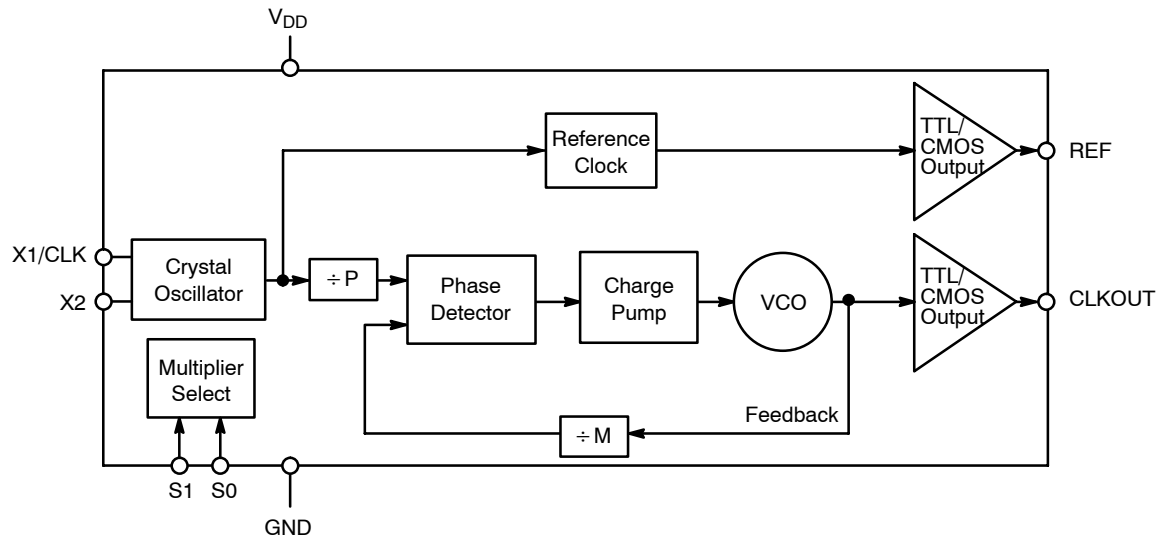 VDD
Reference
Clock
TTL/
CMOS
Output
REF
X1/CLK
X2
Crystal
Oscillator
÷ P
Phase
Detector
Charge
Pump
VCO
TTL/
CMOS
Output
CLKOUT
Multiplier
Select
Feedback
÷ M
S1
S0
GND